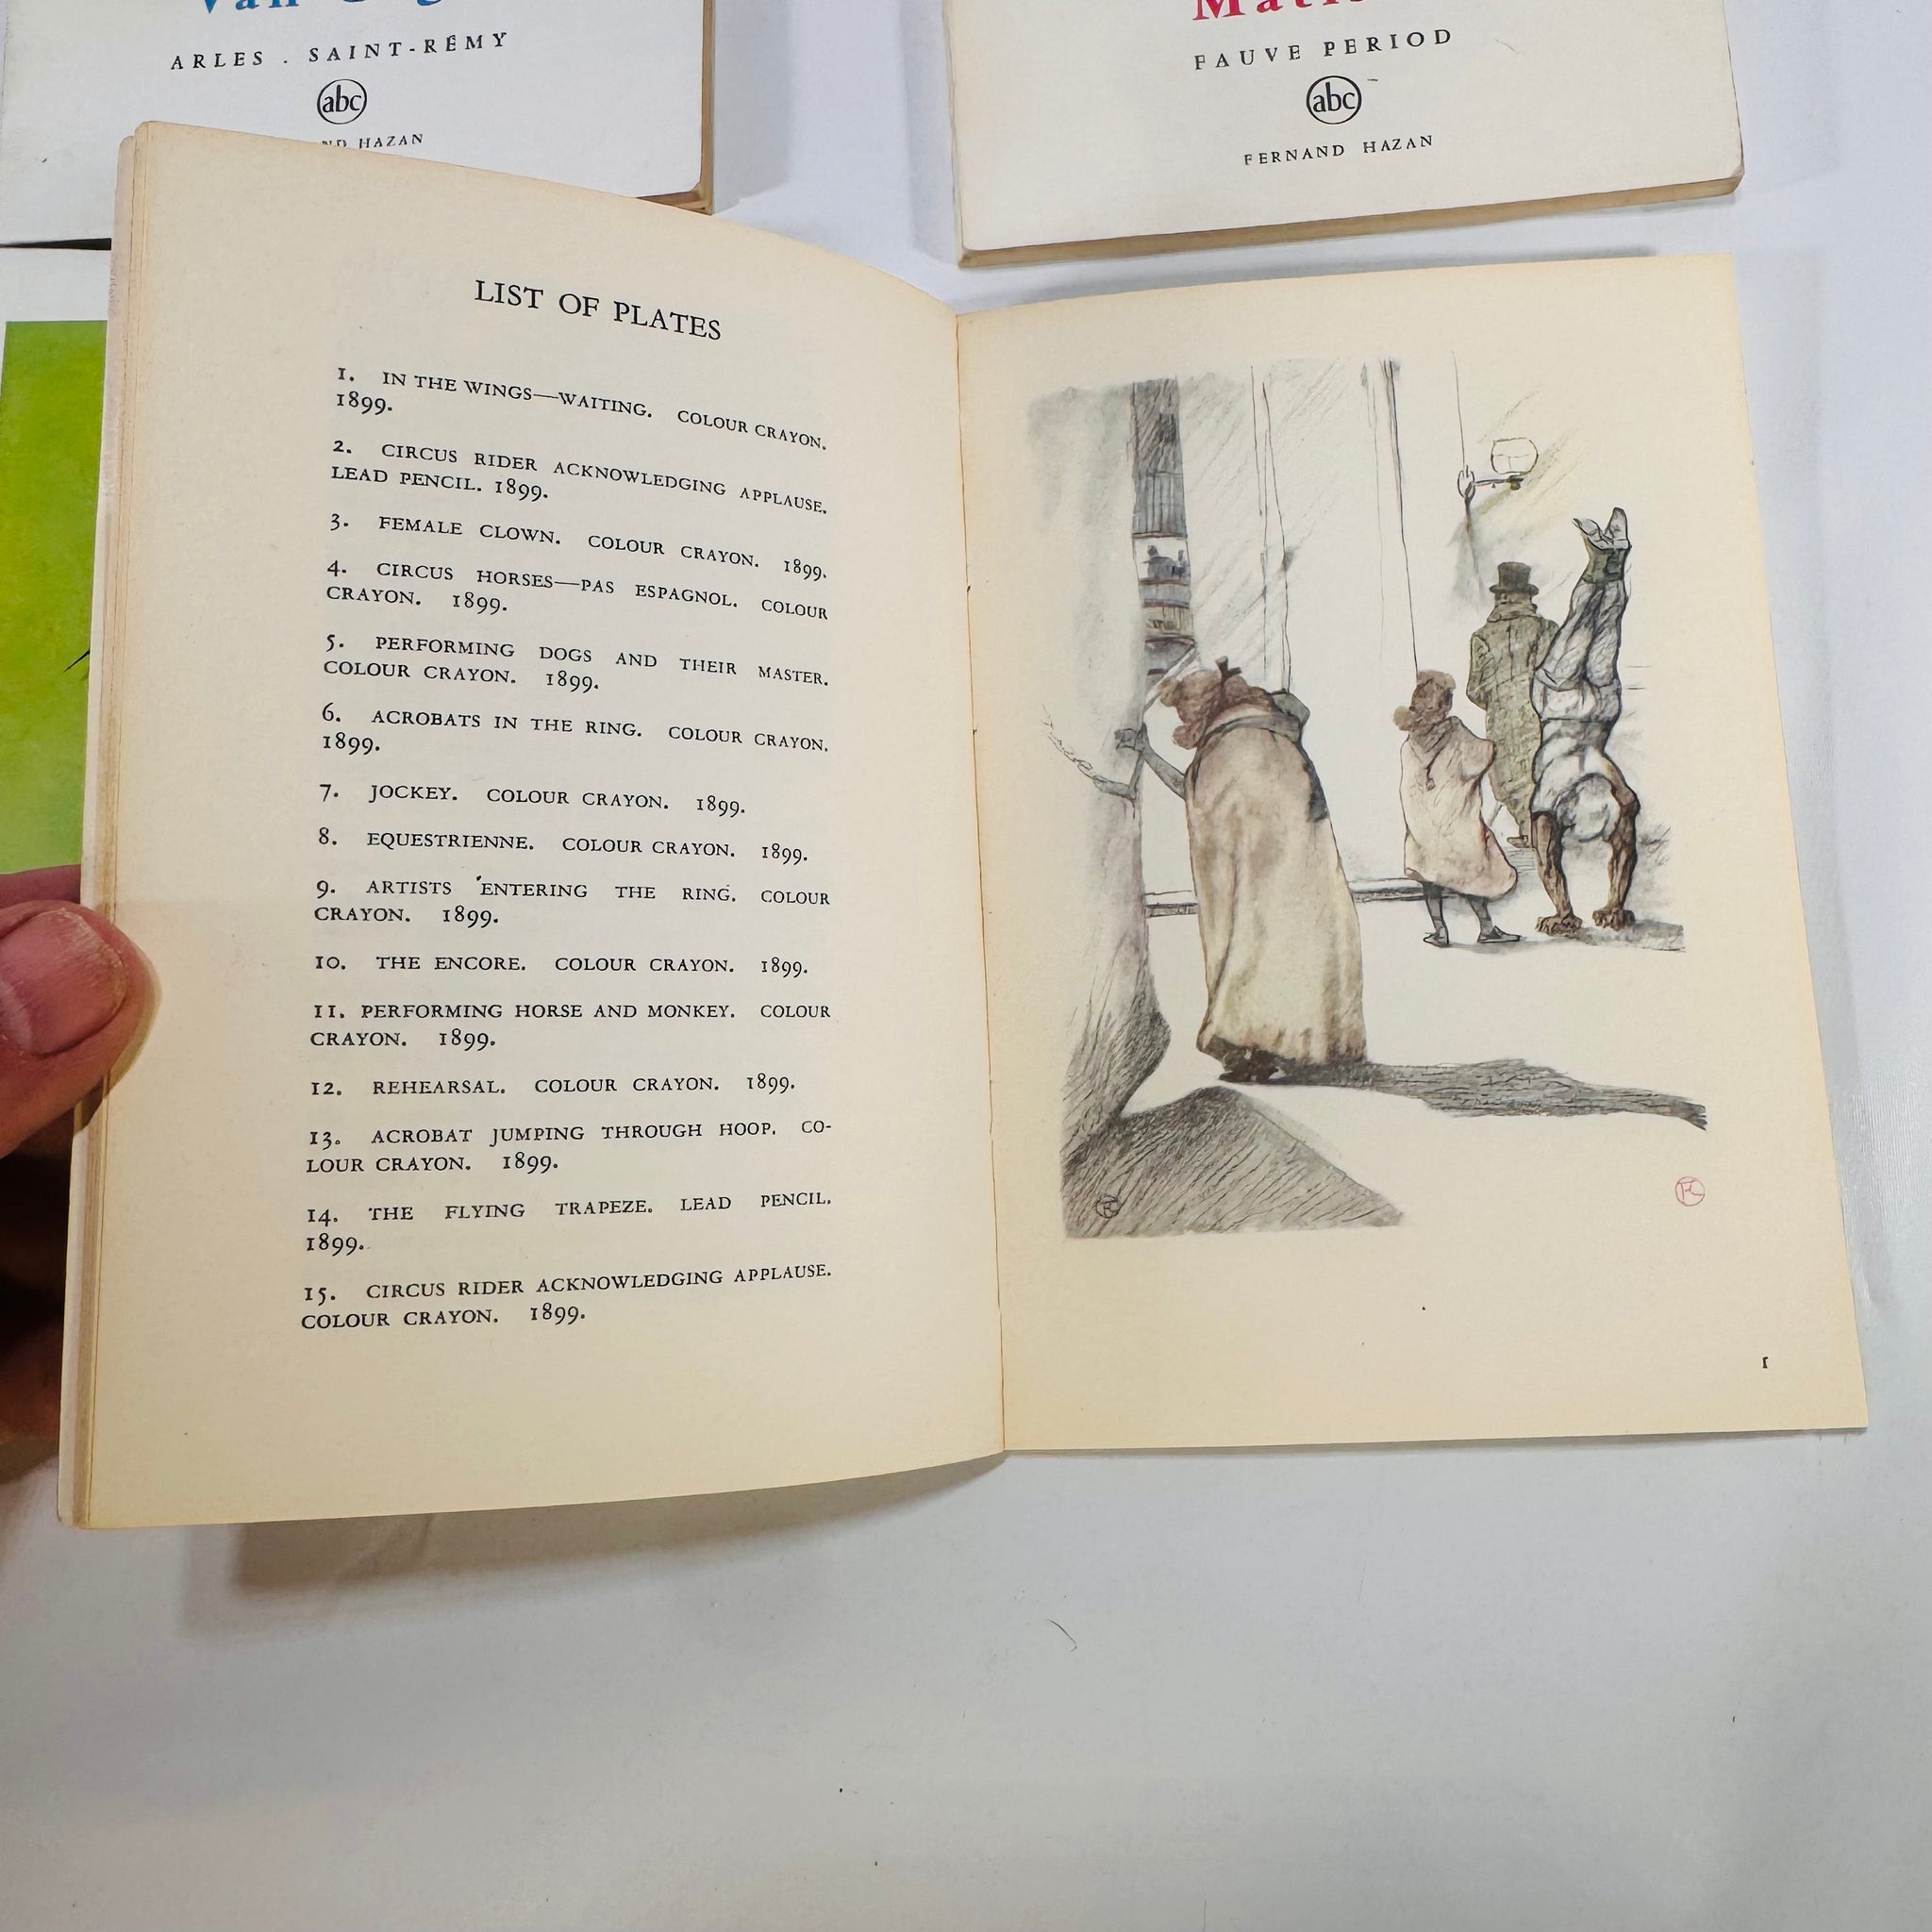 ARLES . SAINT-RÉMY
abc
HAZAN
FAUVE PERIOD
abc
FERNAND HAZAN
LIST OF PLATES
1. IN THE WINGS—WAITING. COLOUR CRAYON.
1899.
2. CIRCUS RIDER ACKNOWLEDGING APPLAUSE.
LEAD PENCIL. 1899.
3. FEMALE CLOWN. COLOUR CRAYON. 1899.
4. CIRCUS HORSES—PAS ESPAGNOL. COLOUR
CRAYON. 1899.
5. PERFORMING DOGS AND THEIR MASTER.
COLOUR CRAYON. 1899.
6. ACROBATS IN THE RING. COLOUR CRAYON.
1899.
7. JOCKEY. COLOUR CRAYON. 1899.
8. EQUESTRIENNE. COLOUR CRAYON. 1899.
9. ARTISTS ENTERING THE RING. COLOUR
CRAYON. 1899.
10. THE ENCORE. COLOUR CRAYON. 1899.
11. PERFORMING HORSE AND MONKEY. COLOUR
CRAYON. 1899.
12. REHEARSAL. COLOUR CRAYON. 1899.
13. ACROBAT JUMPING THROUGH HOOP. CO-
LOUR CRAYON. 1899.
14. THE FLYING TRAPEZE. LEAD PENCIL.
1899.
15. CIRCUS RIDER ACKNOWLEDGING APPLAUSE.
COLOUR CRAYON. 1899.
1